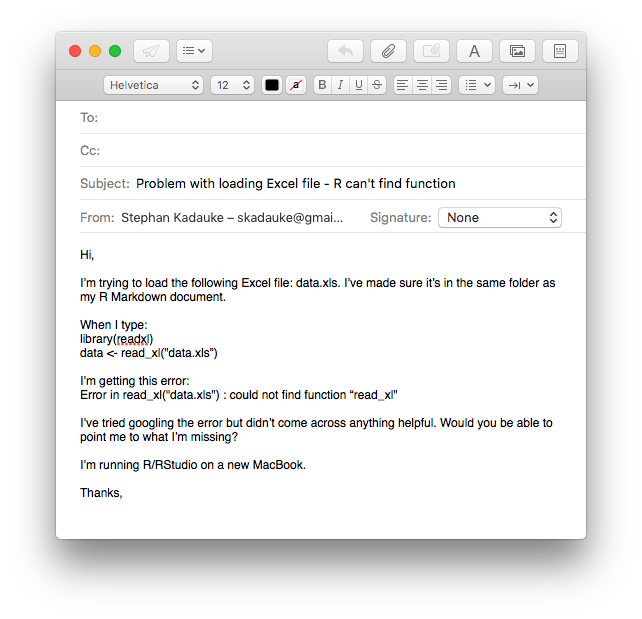 Helvetica 12 a B I U S
A
To:
Cc:
Subject: Problem with loading Excel file - R can't find function
From: Stephan Kadauke – skadauke@gmai... Signature: None
Hi,
I'm trying to load the following Excel file: data.xls. I've made sure it's in the same folder as
my R Markdown document.
When I type:
library(readxl)
data <- read_xl("data.xls")
I'm getting this error:
Error in read_xl("data.xls") : could not find function “read_xl"
I've tried googling the error but didn't come across anything helpful. Would you be able to
point me to what I'm missing?
I'm running R/RStudio on a new MacBook.
Thanks,